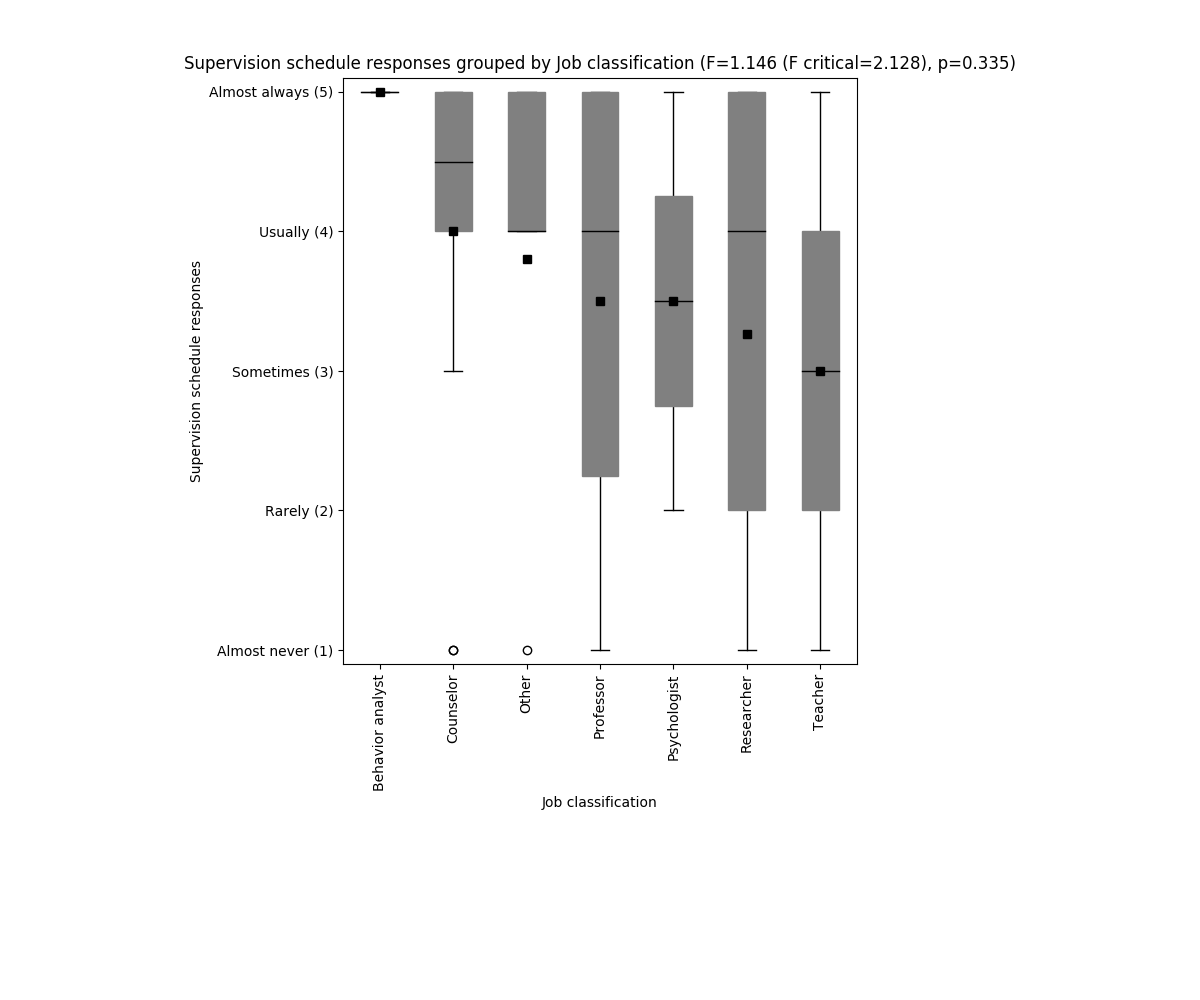 Supervision schedule responses grouped by Job classification (F=1.146 (F critical=2.128), p=0.335)
Almost always (5)
Usually (4)
Sometimes (3)
Rarely (2)
Almost never (1)
Supervision schedule responses
Behavior analyst
Counselor
Other
Professor
Psychologist
Researcher
Teacher
Job classification